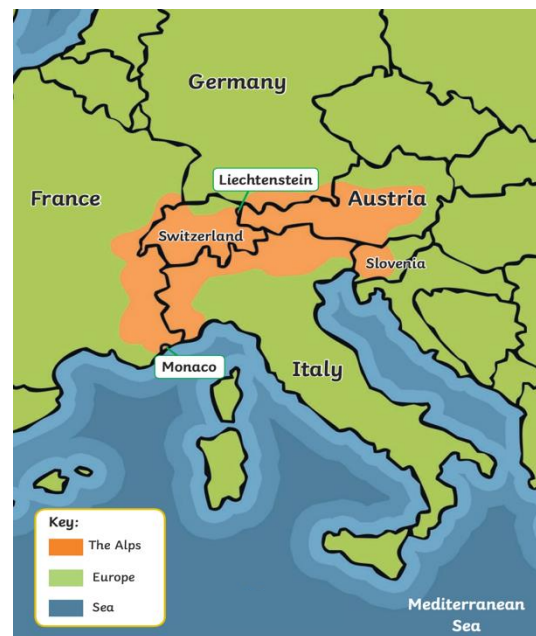 Germany
Liechtenstein
France
Austria
Switzerland
Slovenia
Monaco
Italy
Key:
The Alps
Europe
Sea
Mediterranean
Sea